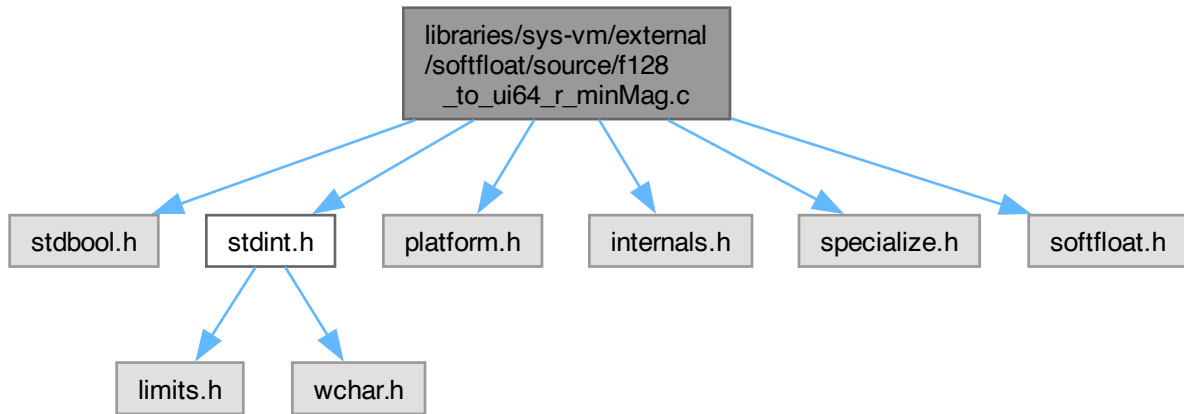 libraries/sys-vm/external
/softfloat/source/f128
_to_ui64_r_minMag.c
stdbool.h
stdint.h
platform.h
internals.h
specialize.h
softfloat.h
limits.h
wchar.h